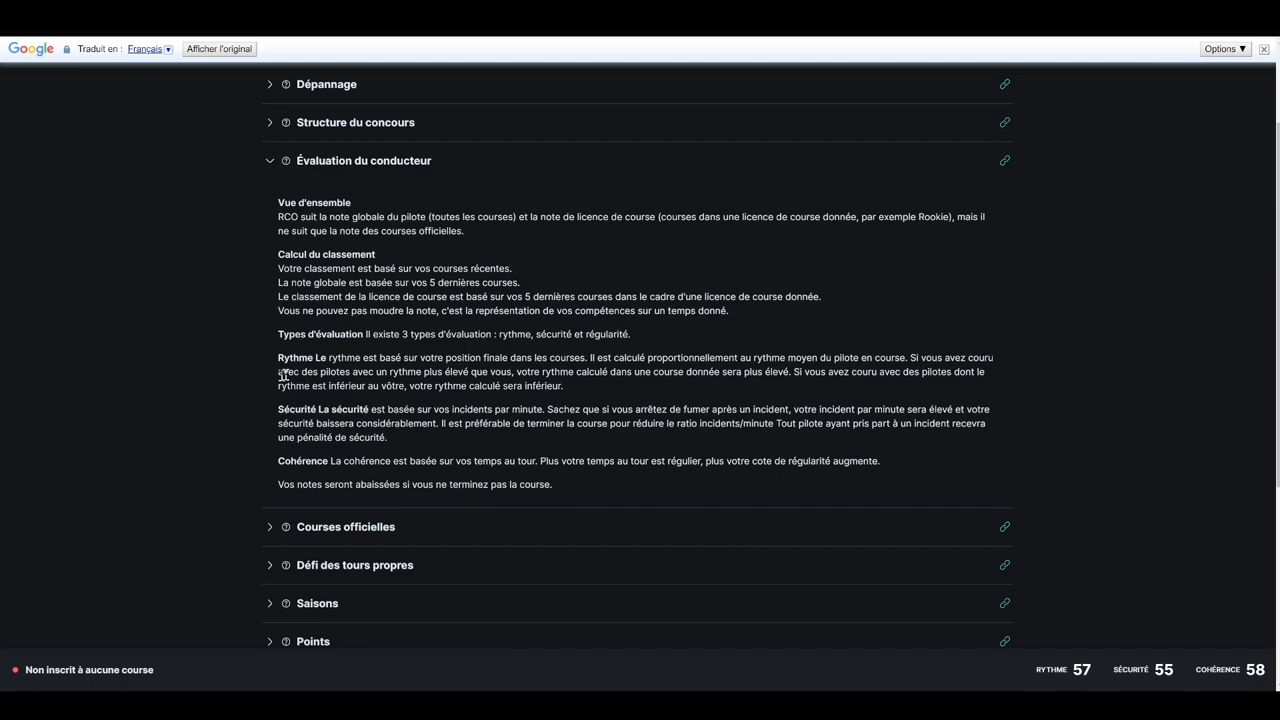 Google Traduit en : Français Afficher l'original Options ▼
Dépannage
Structure du concours
Évaluation du conducteur
Vue d'ensemble
RCO suit la note globale du pilote (toutes les courses) et la note de licence de course (courses dans une licence de course donnée, par exemple Rookie), mais il
ne suit que la note des courses officielles.
Calcul du classement
Votre classement est basé sur vos courses récentes.
La note globale est basée sur vos 5 dernières courses.
Le classement de la licence de course est basé sur vos 5 dernières courses dans le cadre d'une licence de course donnée.
Vous ne pouvez pas moudre la note, c'est la représentation de vos compétences sur un temps donné.
Types d'évaluation Il existe 3 types d'évaluation : rythme, sécurité et régularité.
Rythme Le rythme est basé sur votre position finale dans les courses. Il est calculé proportionnellement au rythme moyen du pilote en course. Si vous avez couru
avec des pilotes avec un rythme plus élevé que vous, votre rythme calculé dans une course donnée sera plus élevé. Si vous avez couru avec des pilotes dont le
rythme est inférieur au vôtre, votre rythme calculé sera inférieur.
Sécurité La sécurité est basée sur vos incidents par minute. Sachez que si vous arrêtez de fumer après un incident, votre incident par minute sera élevé et votre
sécurité baissera considérablement. Il est préférable de terminer la course pour réduire le ratio incidents/minute Tout pilote ayant pris part à un incident recevra
une pénalité de sécurité.
Cohérence La cohérence est basée sur vos temps au tour. Plus votre temps au tour est régulier, plus votre cote de régularité augmente.
Vos notes seront abaissées si vous ne terminez pas la course.
Courses officielles
Défi des tours propres
Saisons
Points
Non inscrit à aucune course RYTHME 57 SÉCURITÉ 55 COHÉRENCE 58